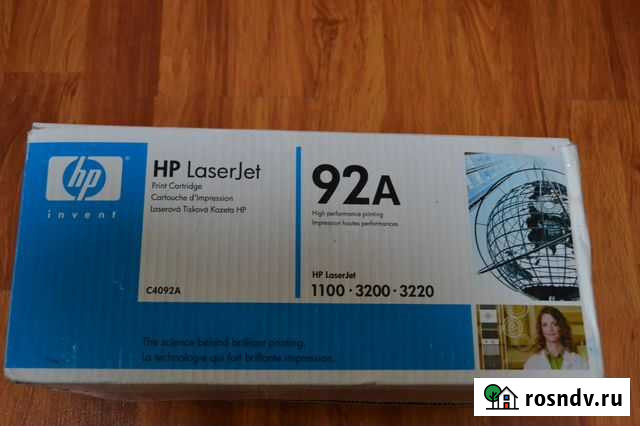 hp
invent
HP LaserJet
Print Cartridge
Cartouche d'Impression
Laserová Tisková Kazeta HP
C4092A
92A
High performance printing
Impression hautes performances
HP LaserJet
1100 · 3200 · 3220
The science behind brilliant printing.
La technologie qui fait brillante impression.
rosndv.ru